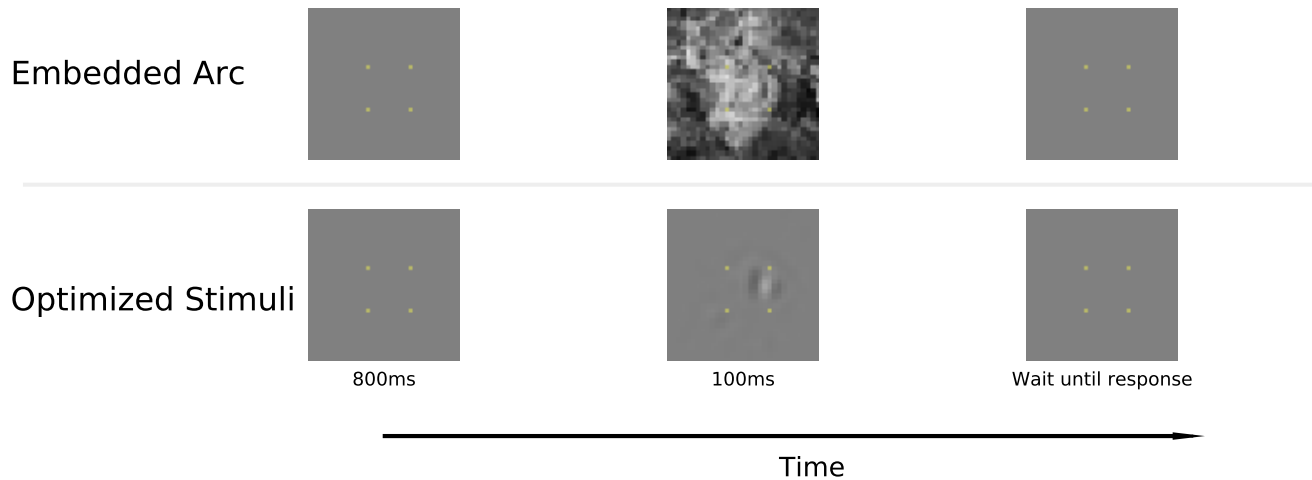 Embedded Arc
Optimized Stimuli
800ms
100ms
Wait until response
Time